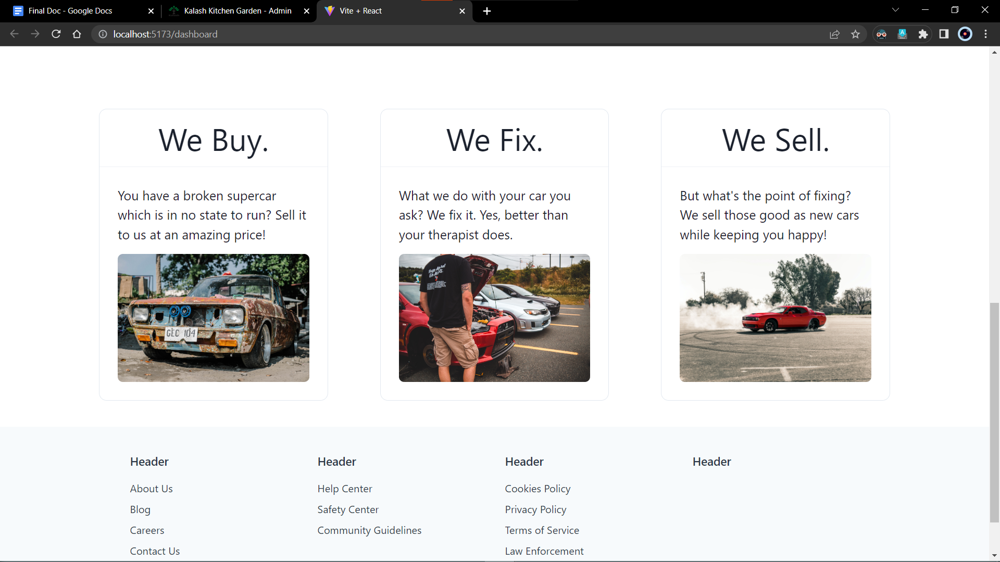 Final Doc - Google Docs
Kalash Kitchen Garden - Admin
Vite + React
localhost:5173/dashboard
We Buy.
You have a broken supercar
which is in no state to run? Sell it
to us at an amazing price!
GEC 104
We Fix.
What we do with your car you
ask? We fix it. Yes, better than
your therapist does.
We Sell.
But what's the point of fixing?
We sell those good as new cars
while keeping you happy!
Header
About Us
Blog
Careers
Contact Us
Header
Help Center
Safety Center
Community Guidelines
Header
Cookies Policy
Privacy Policy
Terms of Service
Law Enforcement
Header